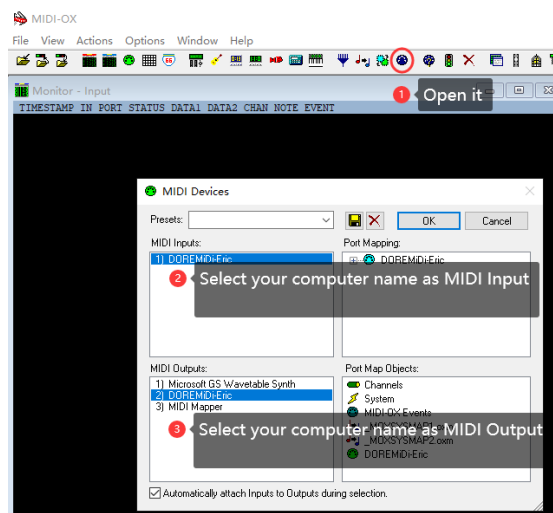 MIDI-OX
File View Actions Options Window Help
Monitor - Input
1 Open it
TIMESTAMP IN PORT STATUS DATA1 DATA2 CHAN NOTE EVENT
MIDI Devices
Presets:
OK Cancel
MIDI Inputs: Port Mapping:
1) DOREMiDi-Eric DOREMiDi-Eric
2 Select your computer name as MIDI Input
MIDI Outputs: Port Map Objects:
1) Microsoft GS Wavetable Synth Channels
2) DOREMiDi-Eric System
3) MIDI Mapper MIDI-OX Events
_MOXSYSMAP1.oxm
3 Select your computer name as MIDI Output
_MOXSYSMAP2.oxm
DOREMiDi-Eric
Automatically attach Inputs to Outputs during selection.